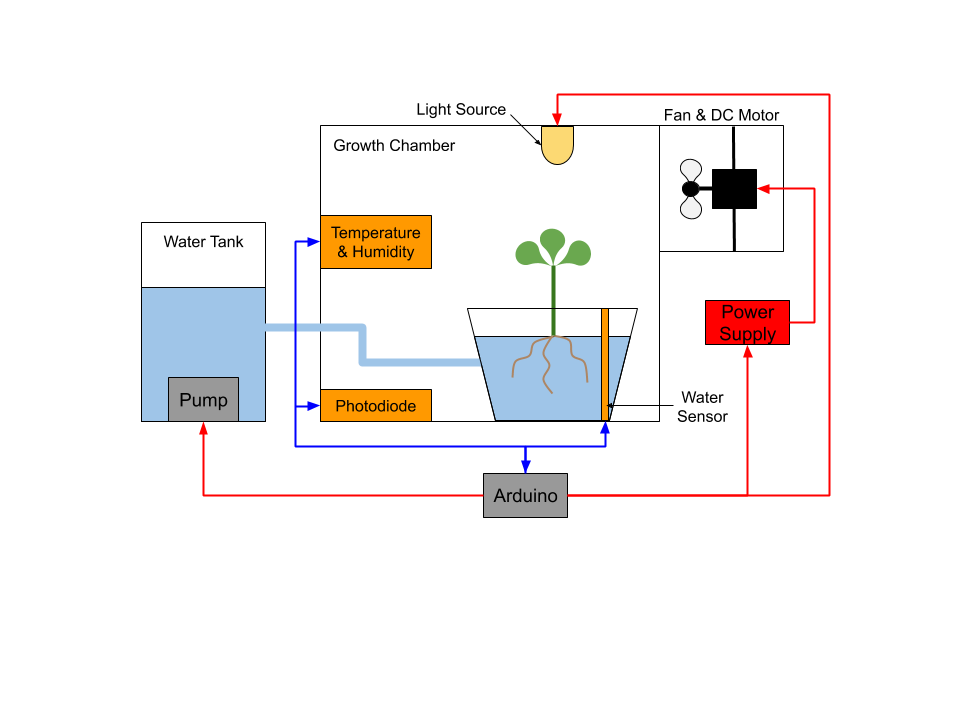 Light Source
Fan & DC Motor
Growth Chamber
Temperature
& Humidity
Water Tank
Power
Supply
Pump
Photodiode
Water
Sensor
Arduino